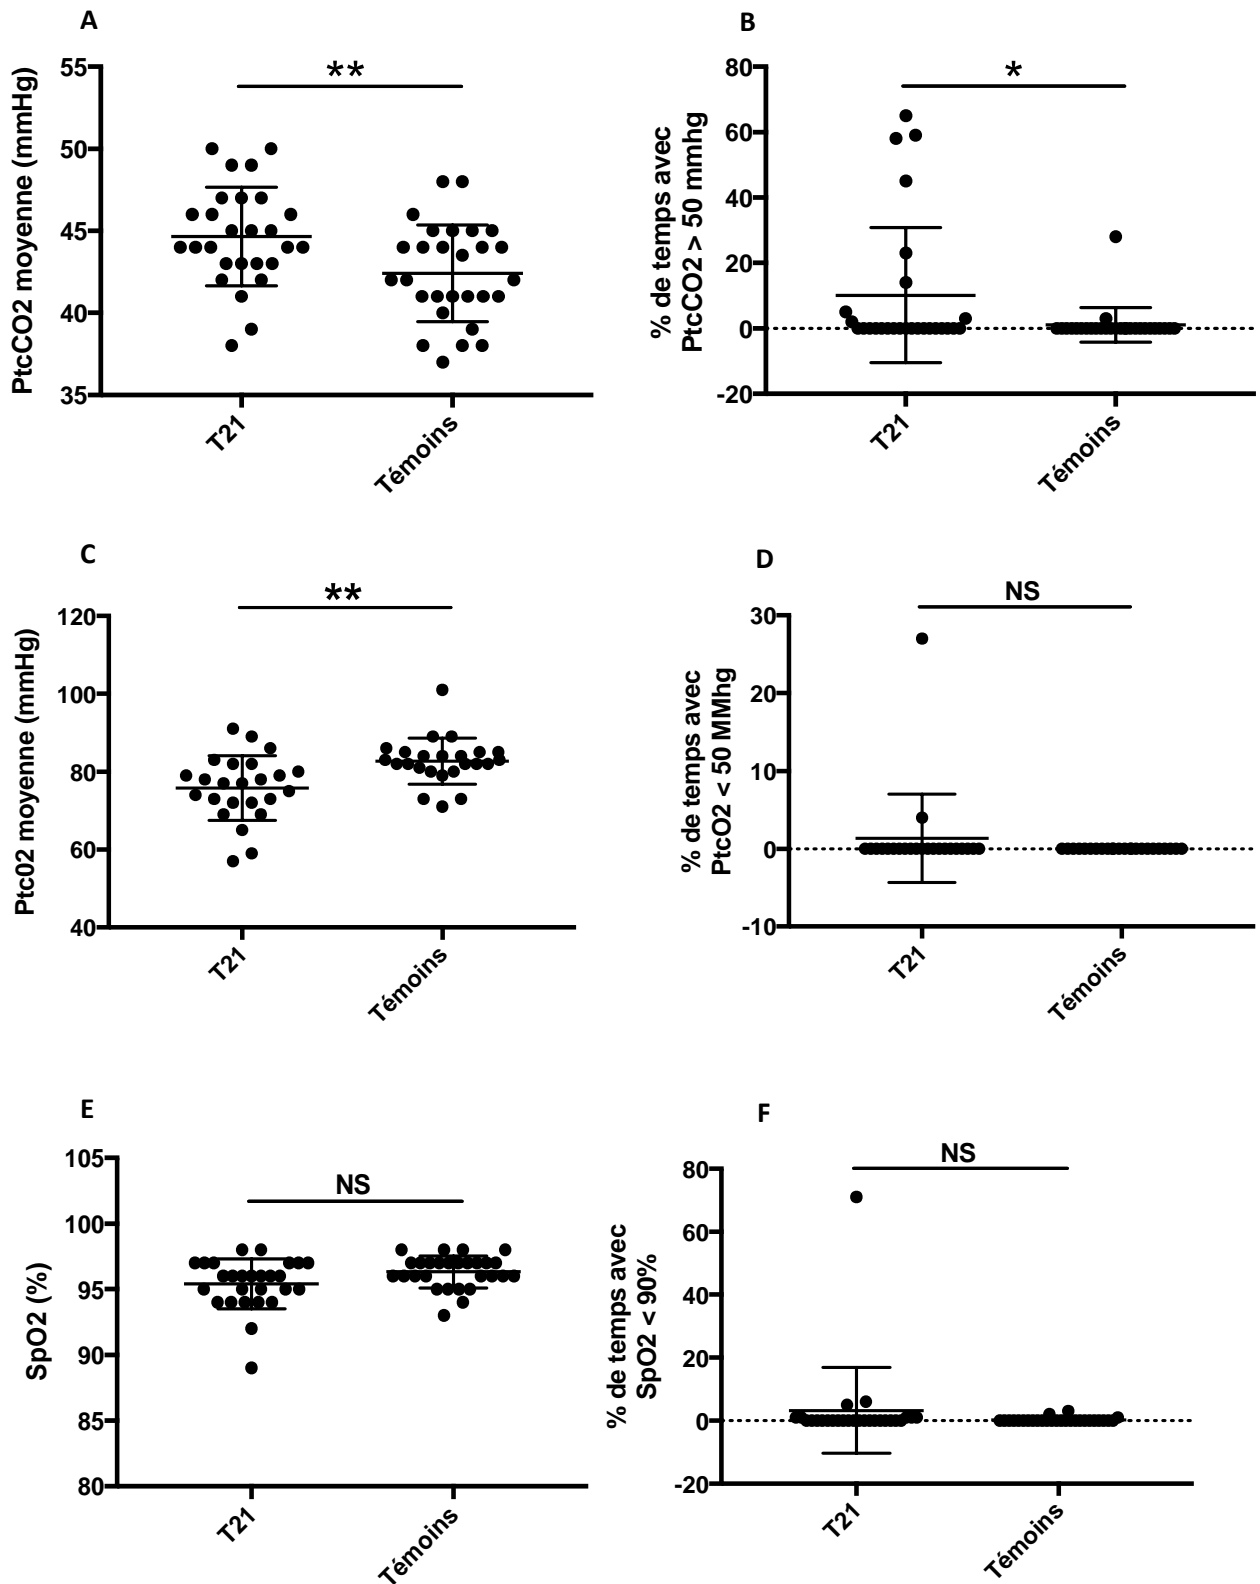 A
PtcCO2 moyenne (mmHg)
55
50
45
40
35
**
T21
Témoins
B
% de temps avec
PtcCO2 > 50 mmhg
80
60
40
20
0
-20
*
T21
Témoins
C
Ptc02 moyenne (mmHg)
120
100
80
60
40
**
T21
Témoins
D
% de temps avec
PtcO2 < 50 MMhg
30
20
10
0
-10
NS
T21
Témoins
E
SpO2 (%)
105
100
95
90
85
80
NS
T21
Témoins
F
% de temps avec
SpO2 < 90%
80
60
40
20
0
-20
NS
T21
Témoins